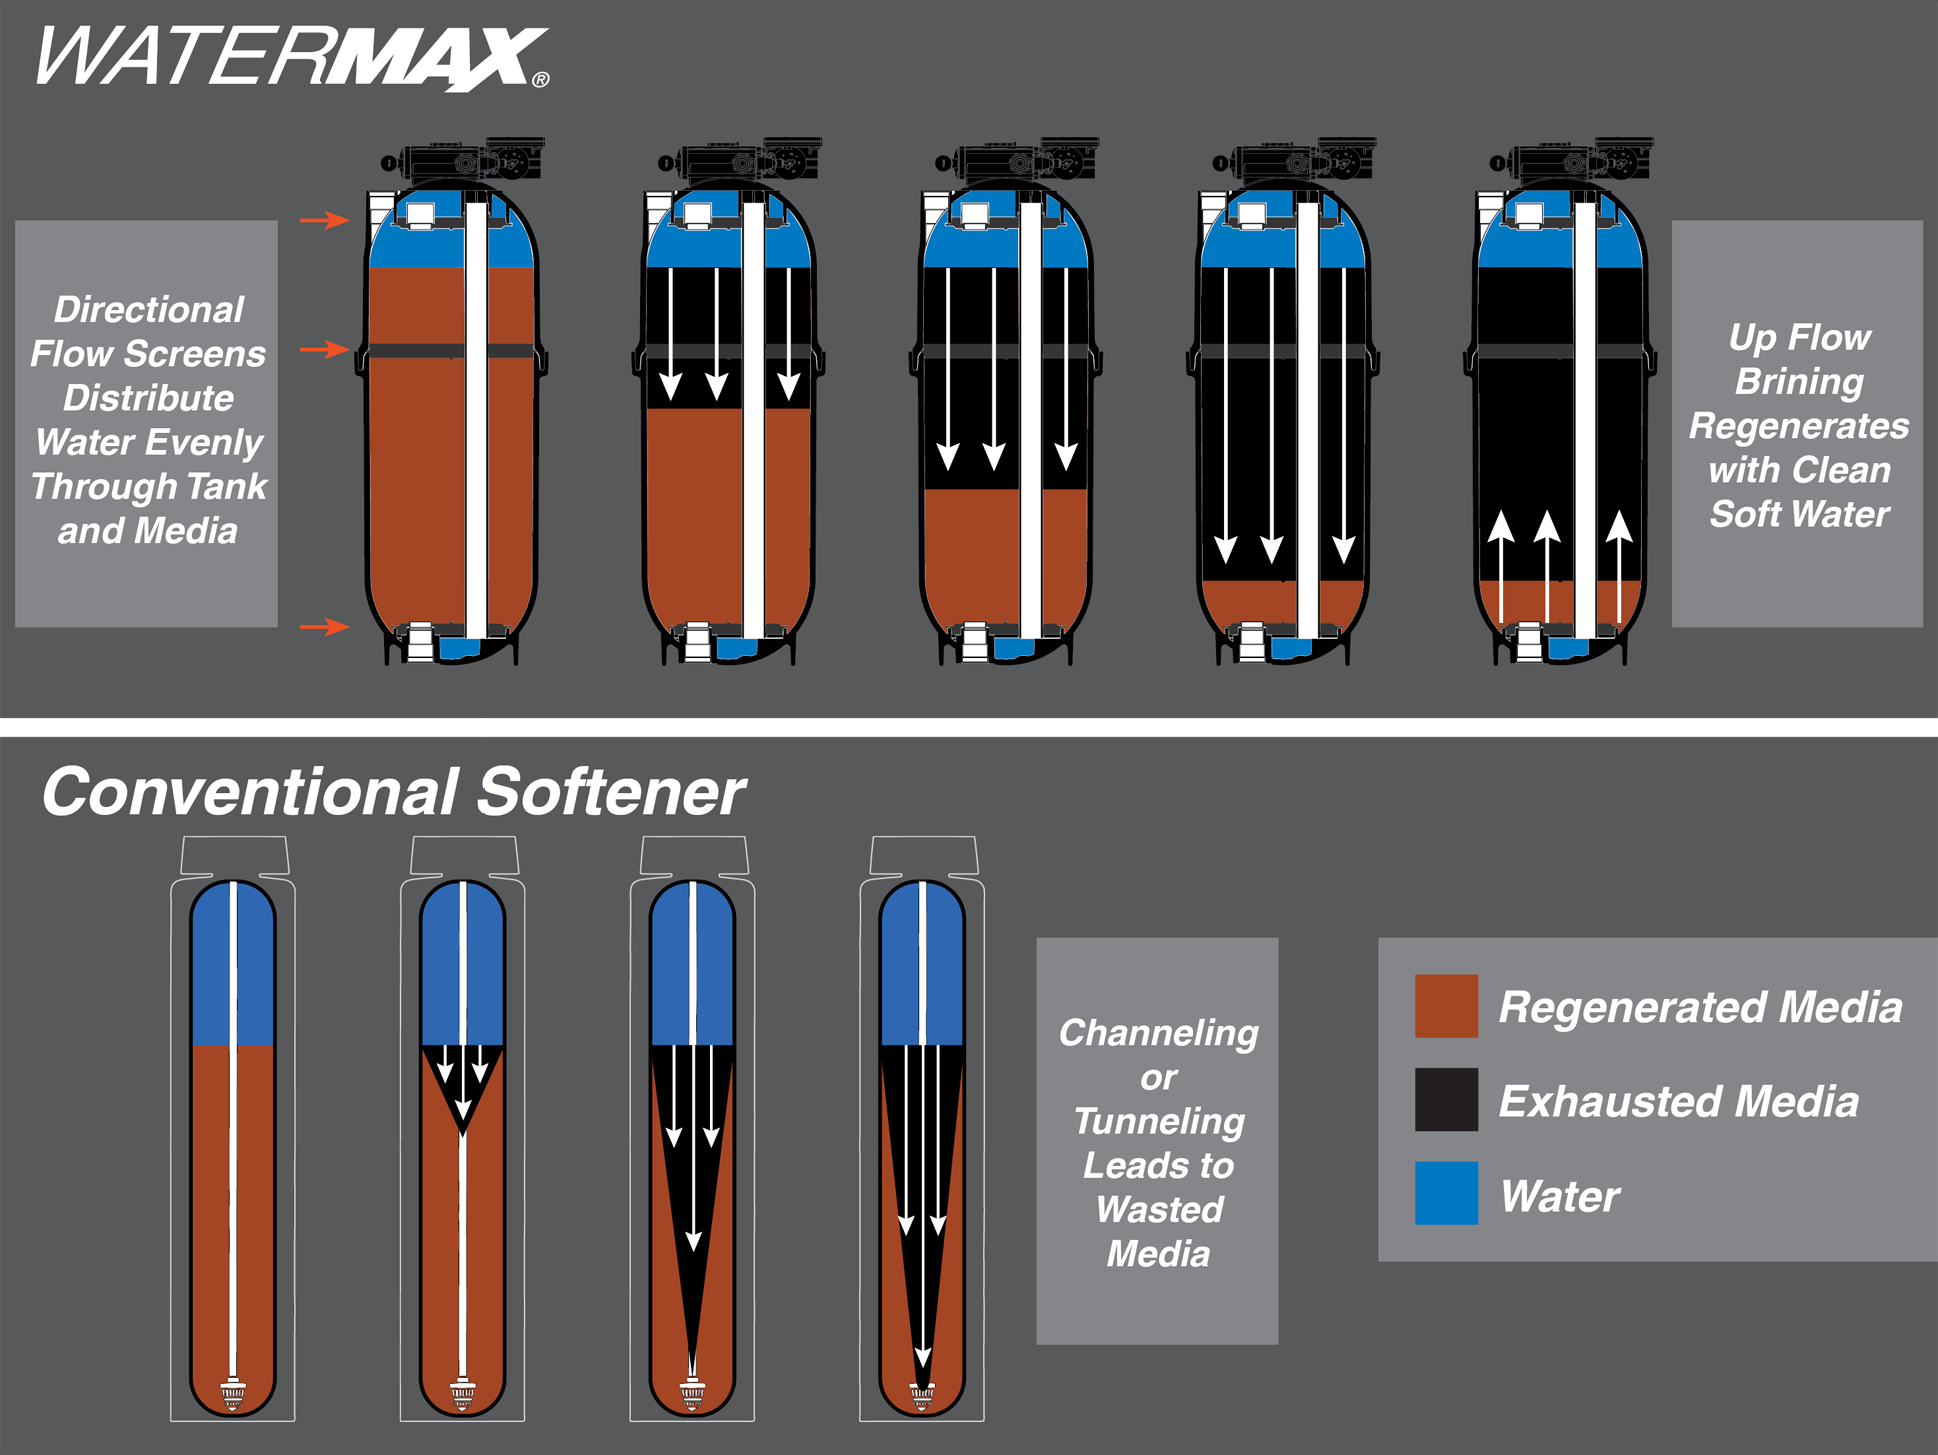 WATERMAX®
Directional
Flow Screens
Distribute
Water Evenly
Through Tank
and Media
Up Flow
Brining
Regenerates
with Clean
Soft Water
Conventional Softener
Channeling
or
Tunneling
Leads to
Wasted
Media
Regenerated Media
Exhausted Media
Water